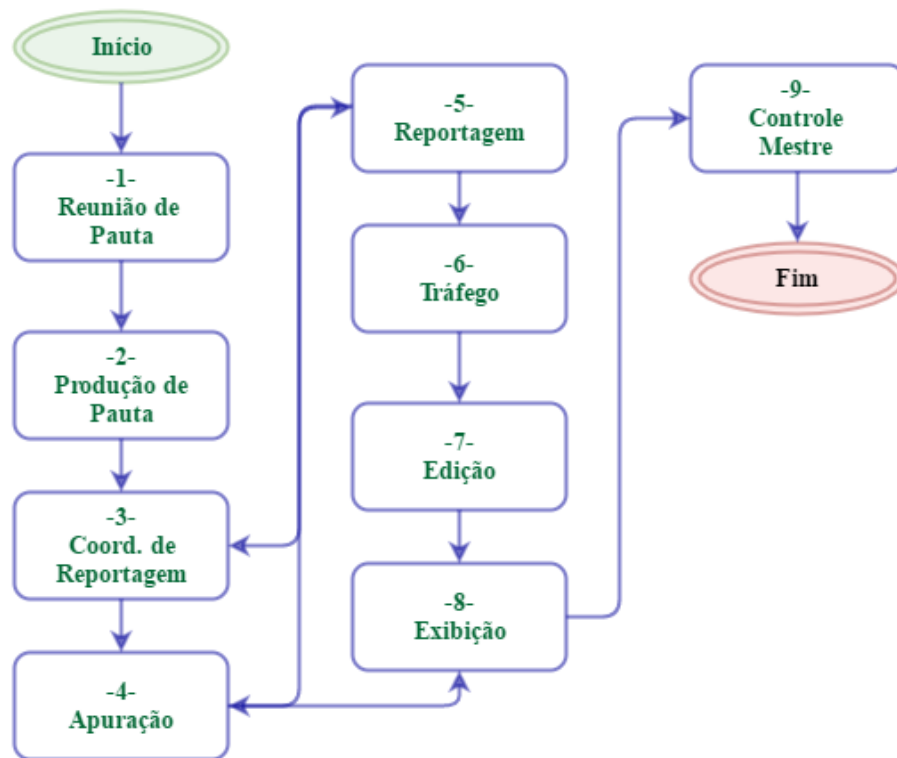 Início
-1-
Reunião de
Pauta
-2-
Produção de
Pauta
-3-
Coord. de
Reportagem
-4-
Apuração
-5-
Reportagem
-6-
Tráfego
-7-
Edição
-8-
Exibição
-9-
Controle
Mestre
Fim